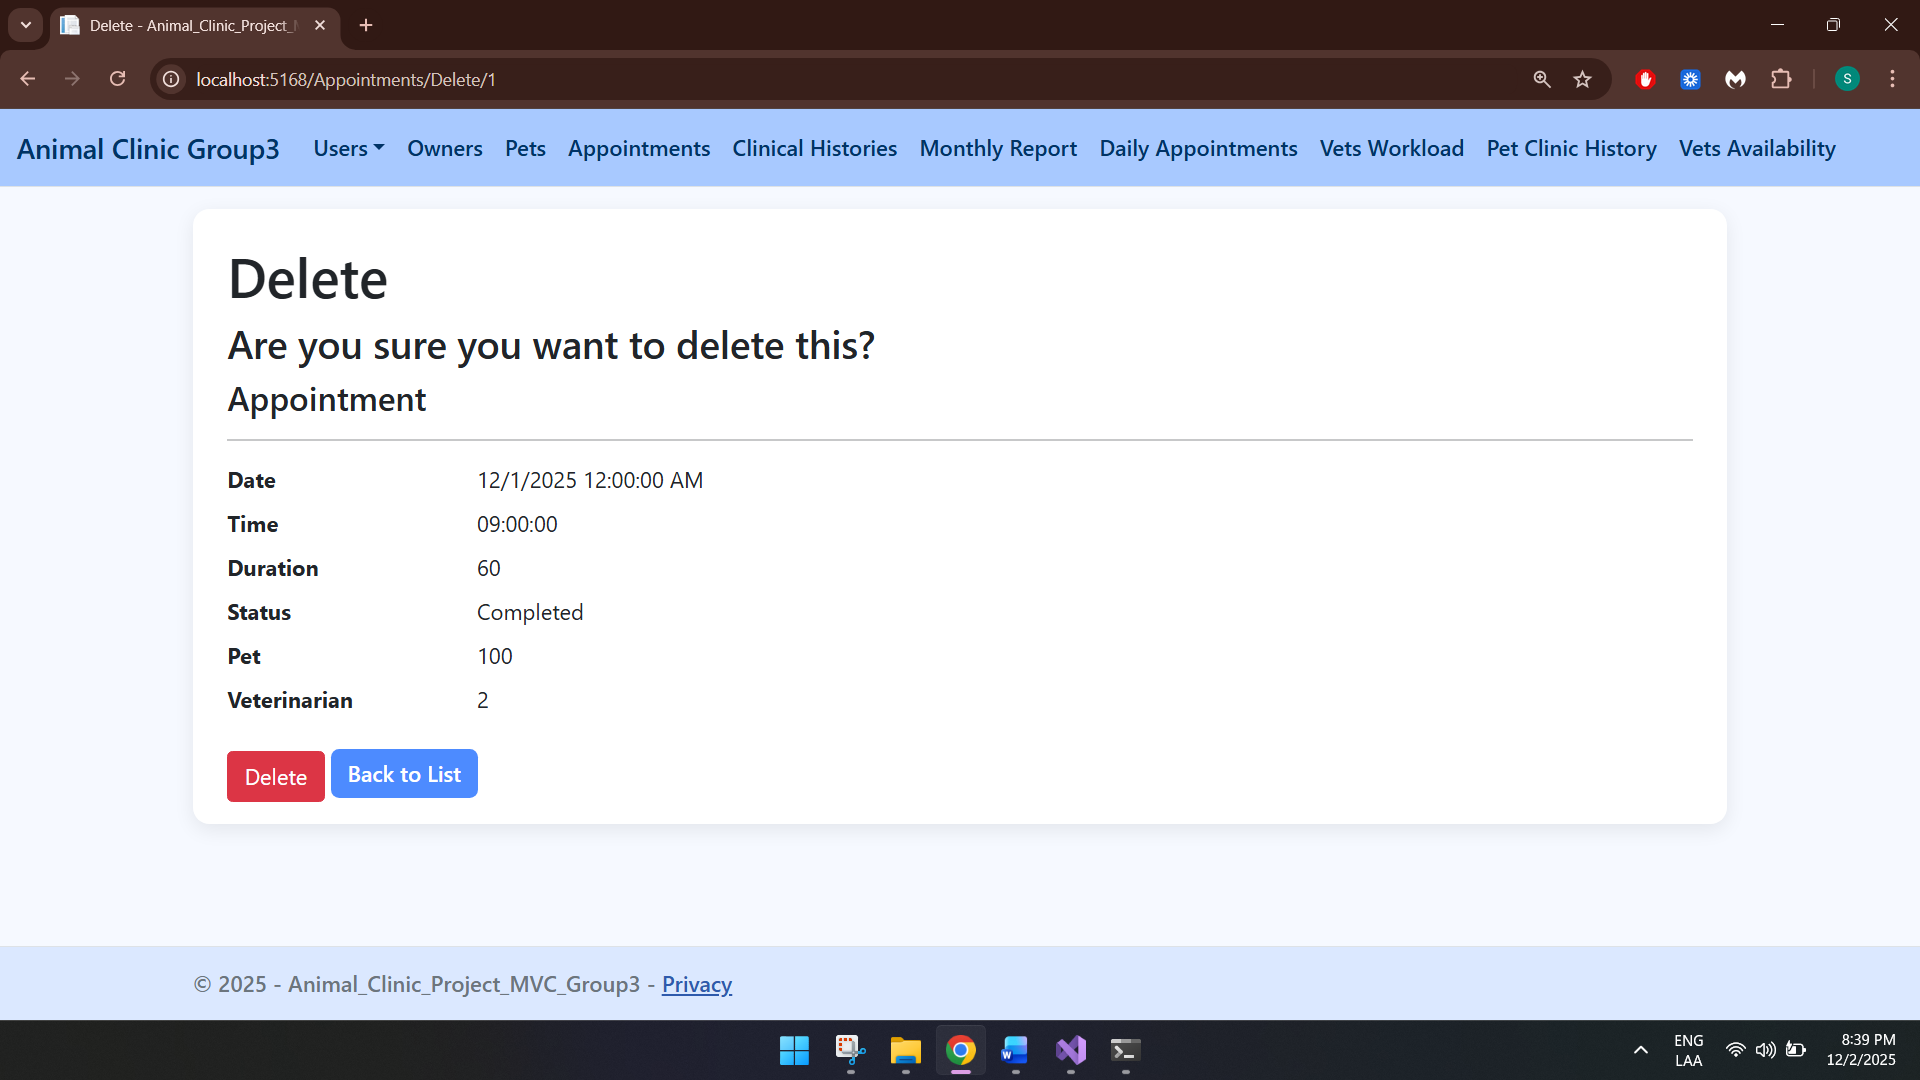 Delete - Animal_Clinic_Project_
localhost:5168/Appointments/Delete/1
S
Animal Clinic Group3 Users Owners Pets Appointments Clinical Histories Monthly Report Daily Appointments Vets Workload Pet Clinic History Vets Availability
Delete
Are you sure you want to delete this?
Appointment
Date 12/1/2025 12:00:00 AM
Time 09:00:00
Duration 60
Status Completed
Pet 100
Veterinarian 2
Delete Back to List
© 2025 - Animal_Clinic_Project_MVC_Group3 - Privacy
ENG 8:39 PM
LAA 12/2/2025